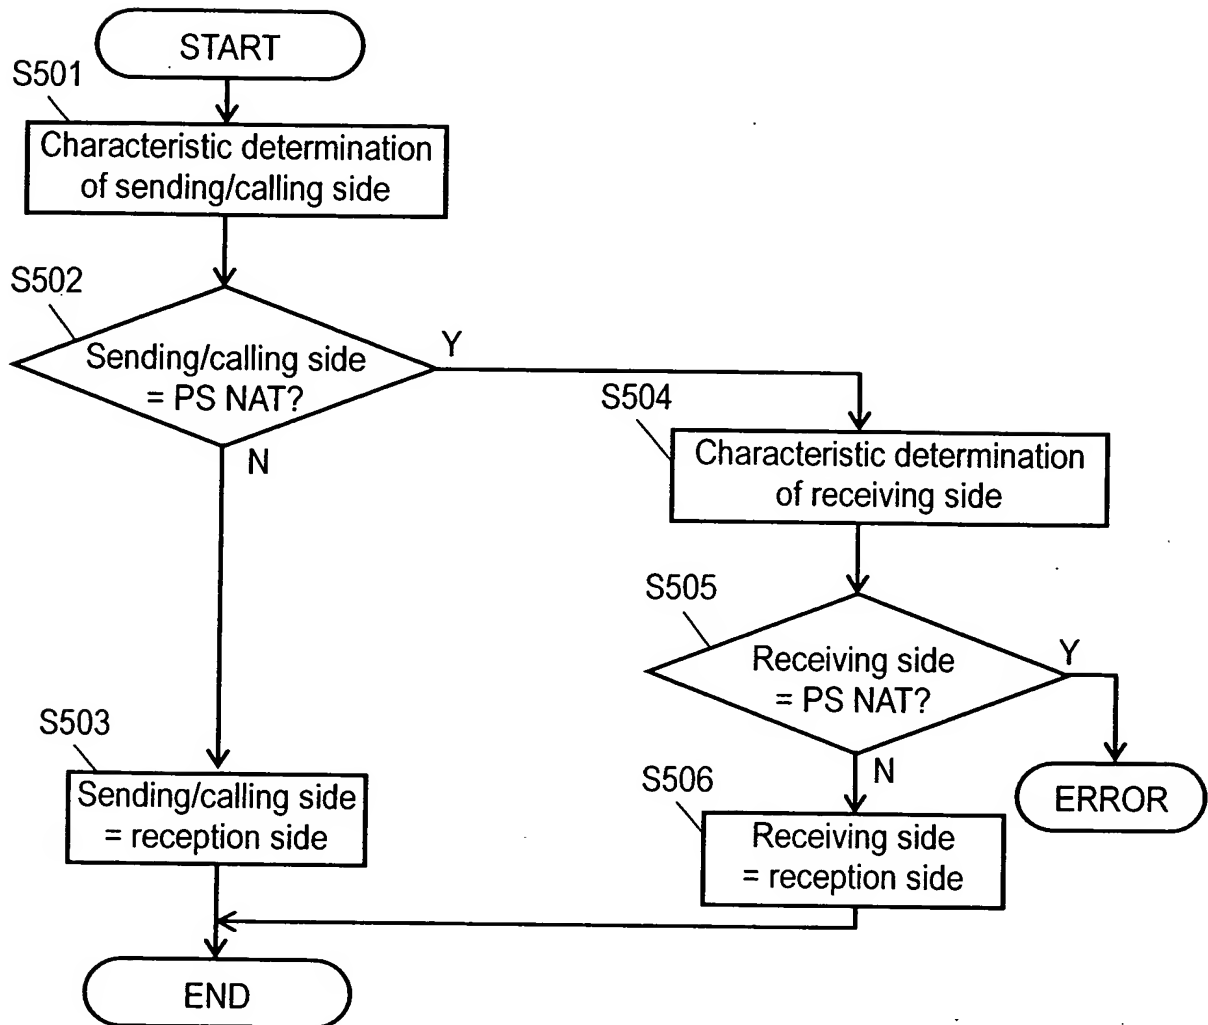 START
S501
Characteristic determination
of sending/calling side
S502
Sending/calling side
= PS NAT?
Y
N
S504
Characteristic determination
of receiving side
S505
Receiving side
= PS NAT?
Y
N
ERROR
S503
Sending/calling side
= reception side
S506
Receiving side
= reception side
END